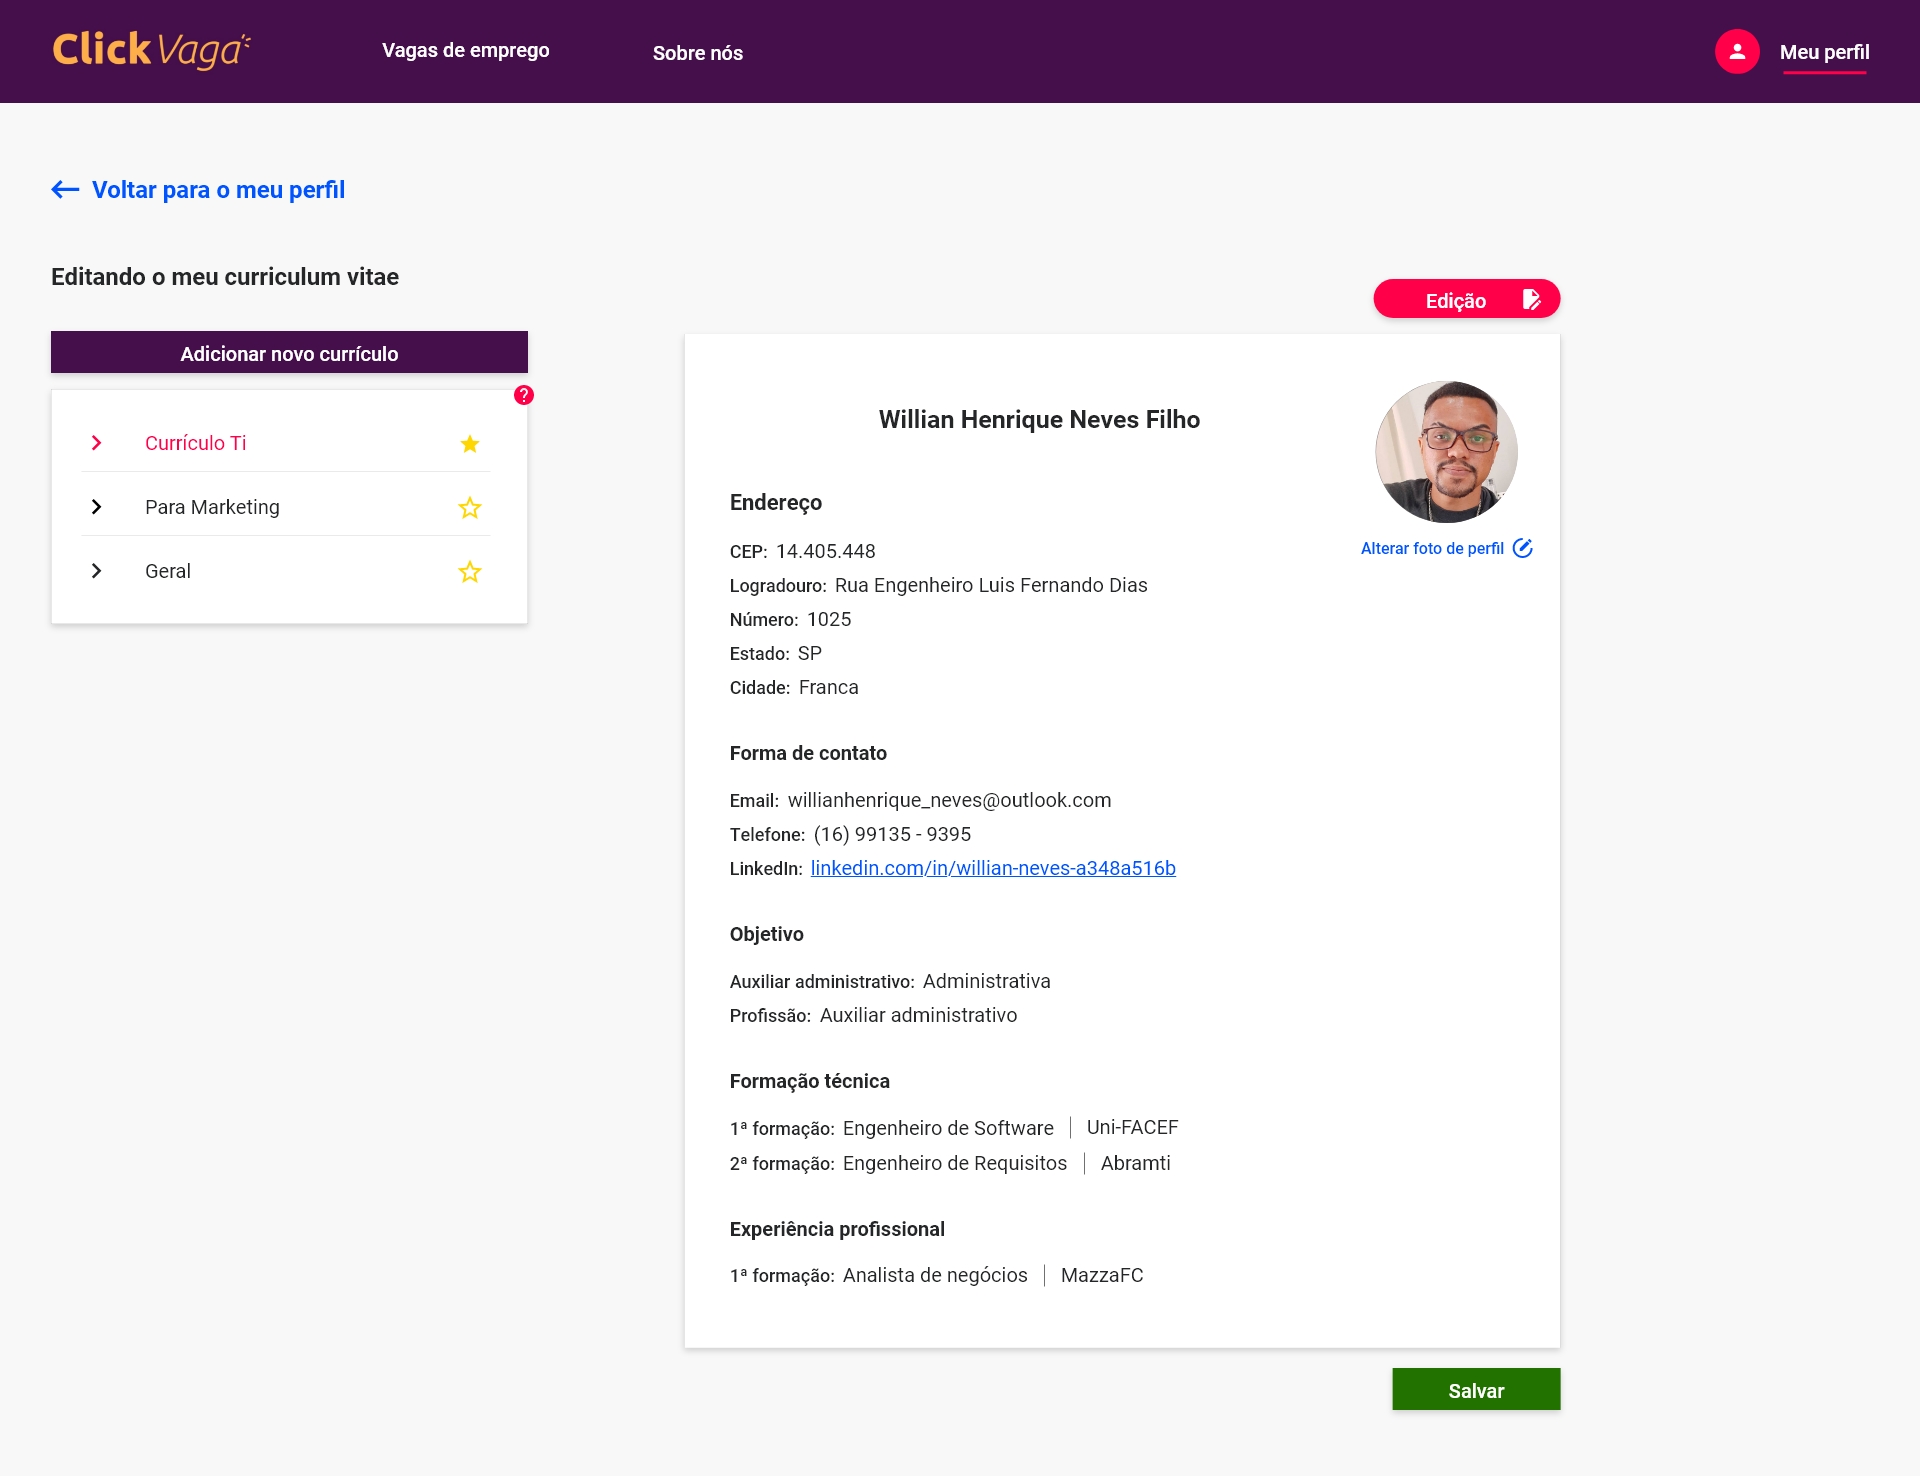 ClickVaga
Vagas de emprego
Sobre nós
Meu perfil
Voltar para o meu perfil
Editando o meu curriculum vitae
Edição
Adicionar novo currículo
?
Currículo Ti
Para Marketing
Geral
Willian Henrique Neves Filho
Alterar foto de perfil
Endereço
CEP: 14.405.448
Logradouro: Rua Engenheiro Luis Fernando Dias
Número: 1025
Estado: SP
Cidade: Franca
Forma de contato
Email: willianhenrique_neves@outlook.com
Telefone: (16) 99135 - 9395
LinkedIn: linkedin.com/in/willian-neves-a348a516b
Objetivo
Auxiliar administrativo: Administrativa
Profissão: Auxiliar administrativo
Formação técnica
1ª formação: Engenheiro de Software | Uni-FACEF
2ª formação: Engenheiro de Requisitos | Abramti
Experiência profissional
1ª formação: Analista de negócios | MazzaFC
Salvar